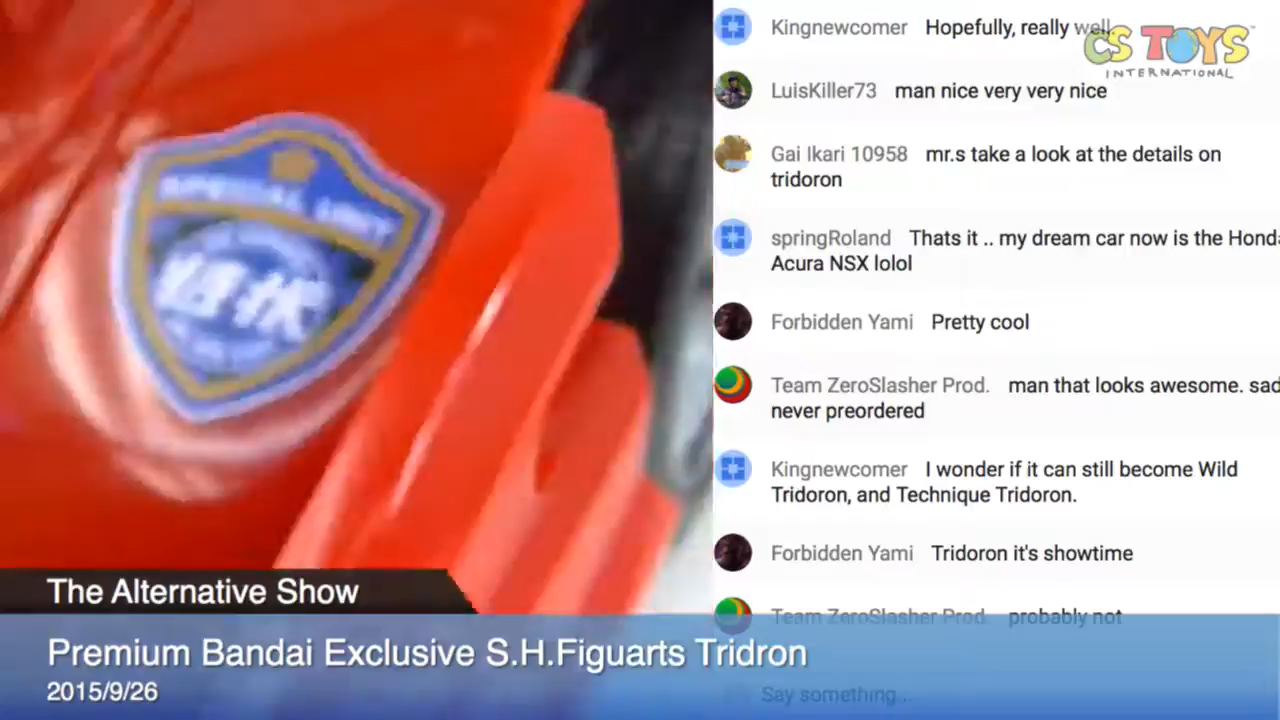 SPECIAL UNIT
Kingnewcomer Hopefully, really well.
CS TOYS
INTERNATIONAL
LuisKiller73 man nice very very nice
Gai Ikari 10958 mr.s take a look at the details on
tridoron
springRoland Thats it .. my dream car now is the Honda
Acura NSX lolol
Forbidden Yami Pretty cool
Team ZeroSlasher Prod. man that looks awesome. sad
never preordered
Kingnewcomer I wonder if it can still become Wild
Tridoron, and Technique Tridoron.
Forbidden Yami Tridoron it's showtime
Team ZeroSlasher Prod. probably not
Say something...
The Alternative Show
Premium Bandai Exclusive S.H.Figuarts Tridron
2015/9/26